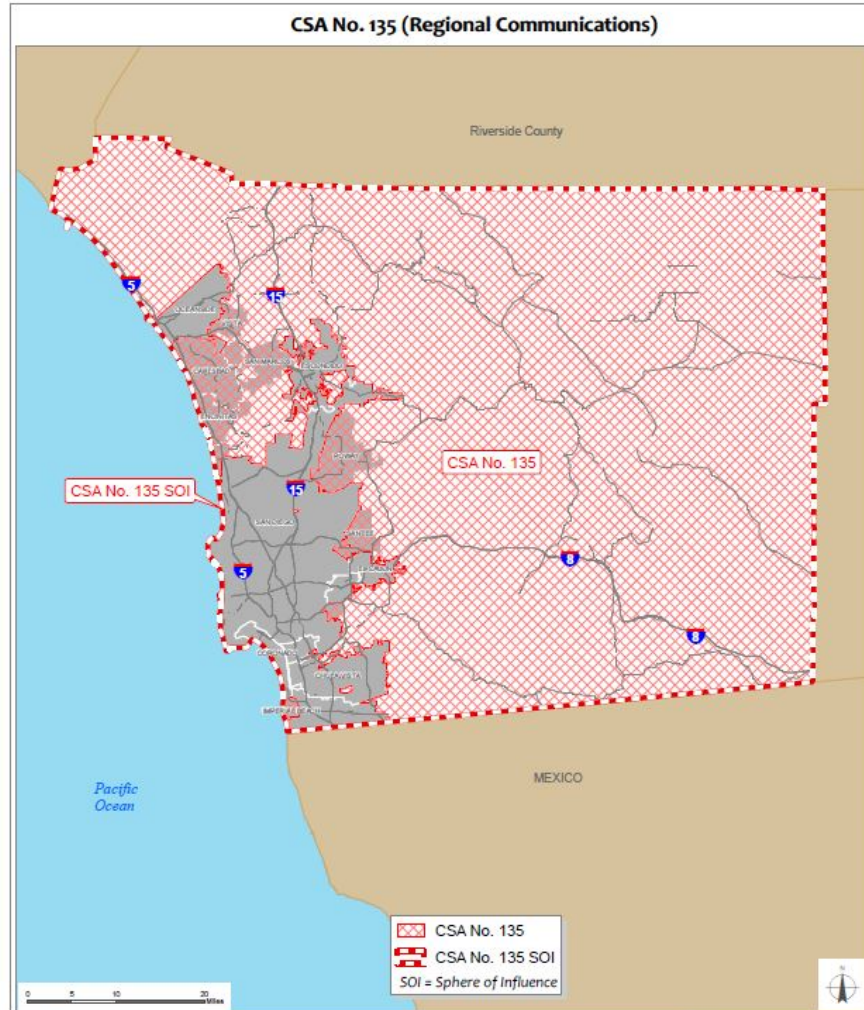 CSA No. 135 (Regional Communications)
Riverside County
5
15
OCEANSIDE
VISTA
SAN MARCOS
ESCONDIDO
CARLSBAD
ENCINITAS
POWAY
CSA No. 135
CSA No. 135 SOI
15
SAN DIEGO
SANTEE
5
EL CAJON
8
8
CORONADO
CHULA VISTA
IMPERIAL BEACH
MEXICO
Pacific
Ocean
CSA No. 135
CSA No. 135 SOI
SOI = Sphere of Influence
0 5 10 20
Miles
N